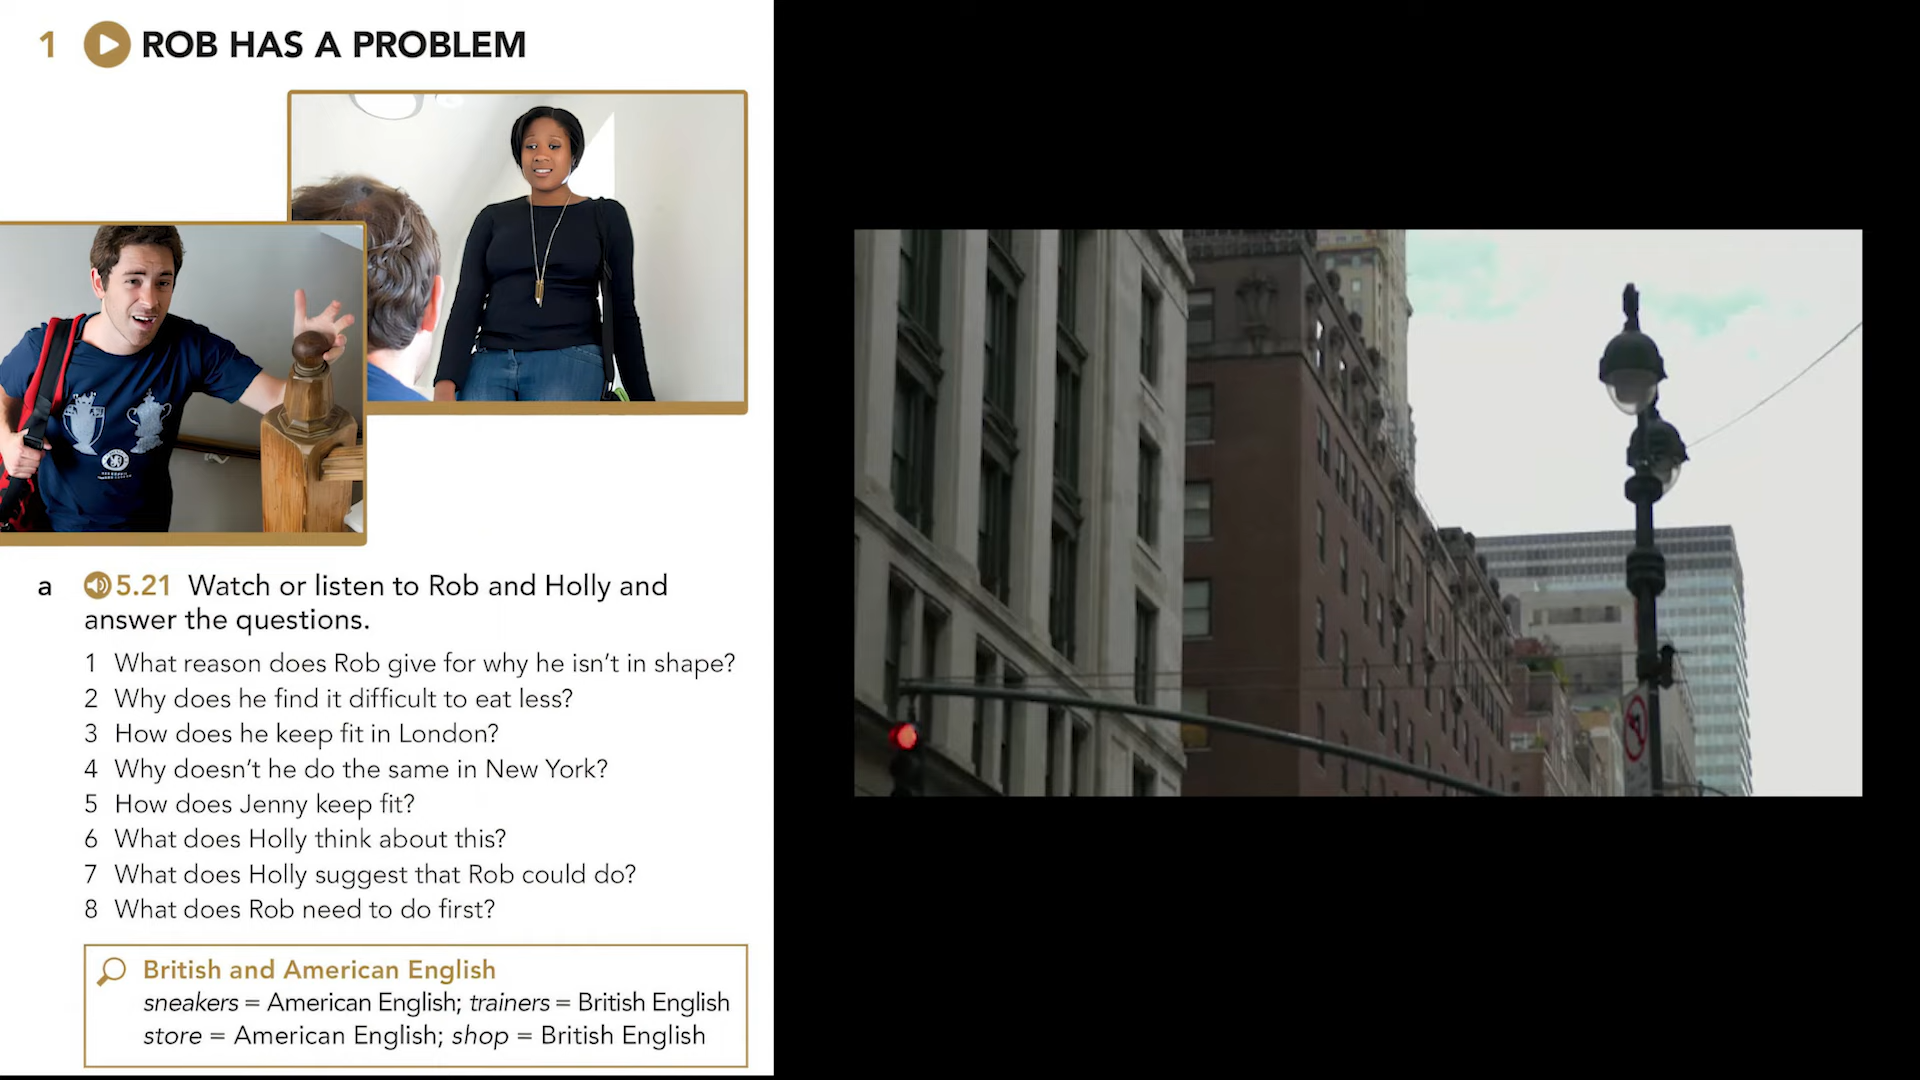 1 ROB HAS A PROBLEM
a 5.21 Watch or listen to Rob and Holly and
answer the questions.
1 What reason does Rob give for why he isn't in shape?
2 Why does he find it difficult to eat less?
3 How does he keep fit in London?
4 Why doesn't he do the same in New York?
5 How does Jenny keep fit?
6 What does Holly think about this?
7 What does Holly suggest that Rob could do?
8 What does Rob need to do first?
British and American English
sneakers = American English; trainers = British English
store = American English; shop = British English